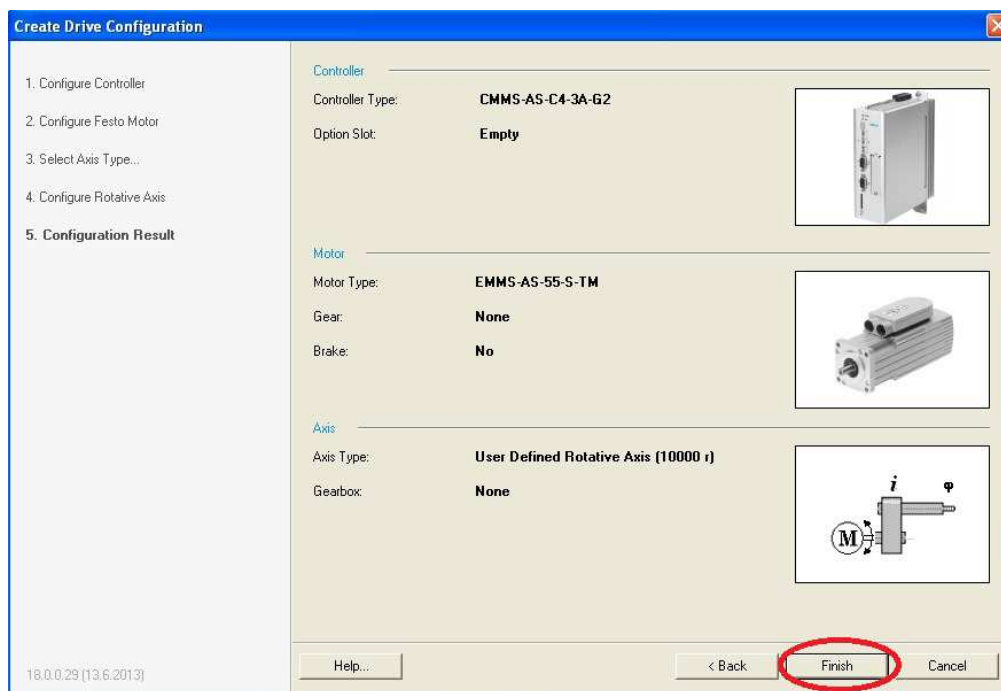 Create Drive Configuration
1. Configure Controller
2. Configure Festo Motor
3. Select Axis Type...
4. Configure Rotative Axis
5. Configuration Result
18.0.0.29 (13.6.2013)
Controller
Controller Type: CMMS-AS-C4-3A-G2
Option Slot: Empty
Motor
Motor Type: EMMS-AS-55-S-TM
Gear: None
Brake: No
Axis
Axis Type: User Defined Rotative Axis (10000 r)
Gearbox: None
i φ
M
Help... < Back Finish Cancel